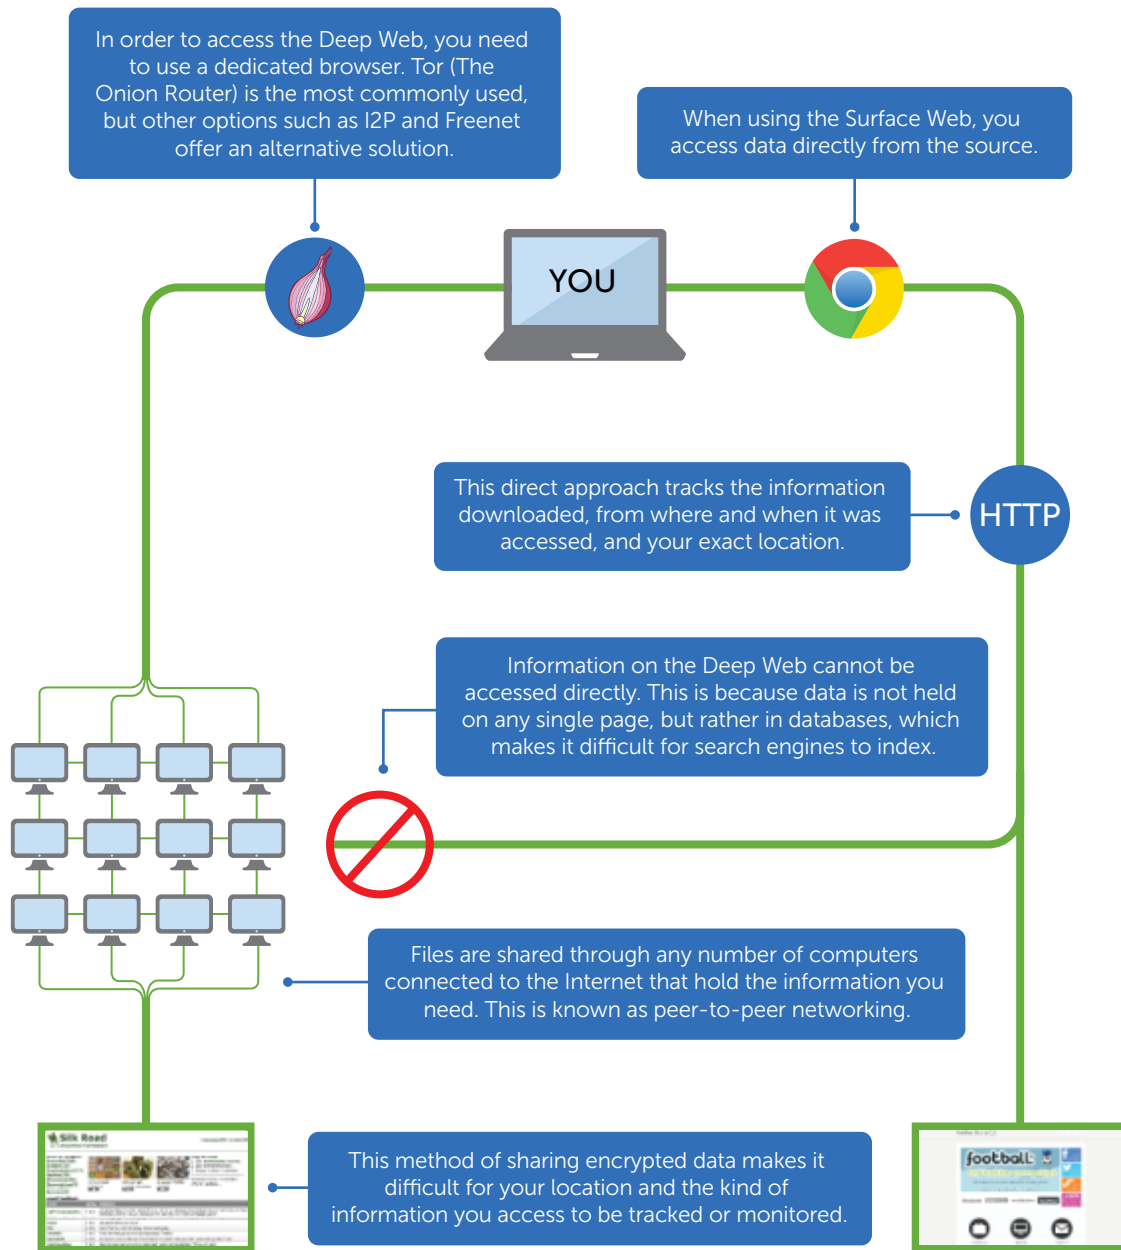 In order to access the Deep Web, you need
to use a dedicated browser. Tor (The
Onion Router) is the most commonly used,
but other options such as I2P and Freenet
offer an alternative solution.
When using the Surface Web, you
access data directly from the source.
YOU
This direct approach tracks the information
downloaded, from where and when it was
accessed, and your exact location.
HTTP
Information on the Deep Web cannot be
accessed directly. This is because data is not held
on any single page, but rather in databases, which
makes it difficult for search engines to index.
Files are shared through any number of computers
connected to the Internet that hold the information you
need. This is known as peer-to-peer networking.
Silk Road
football
This method of sharing encrypted data makes it
difficult for your location and the kind of
information you access to be tracked or monitored.